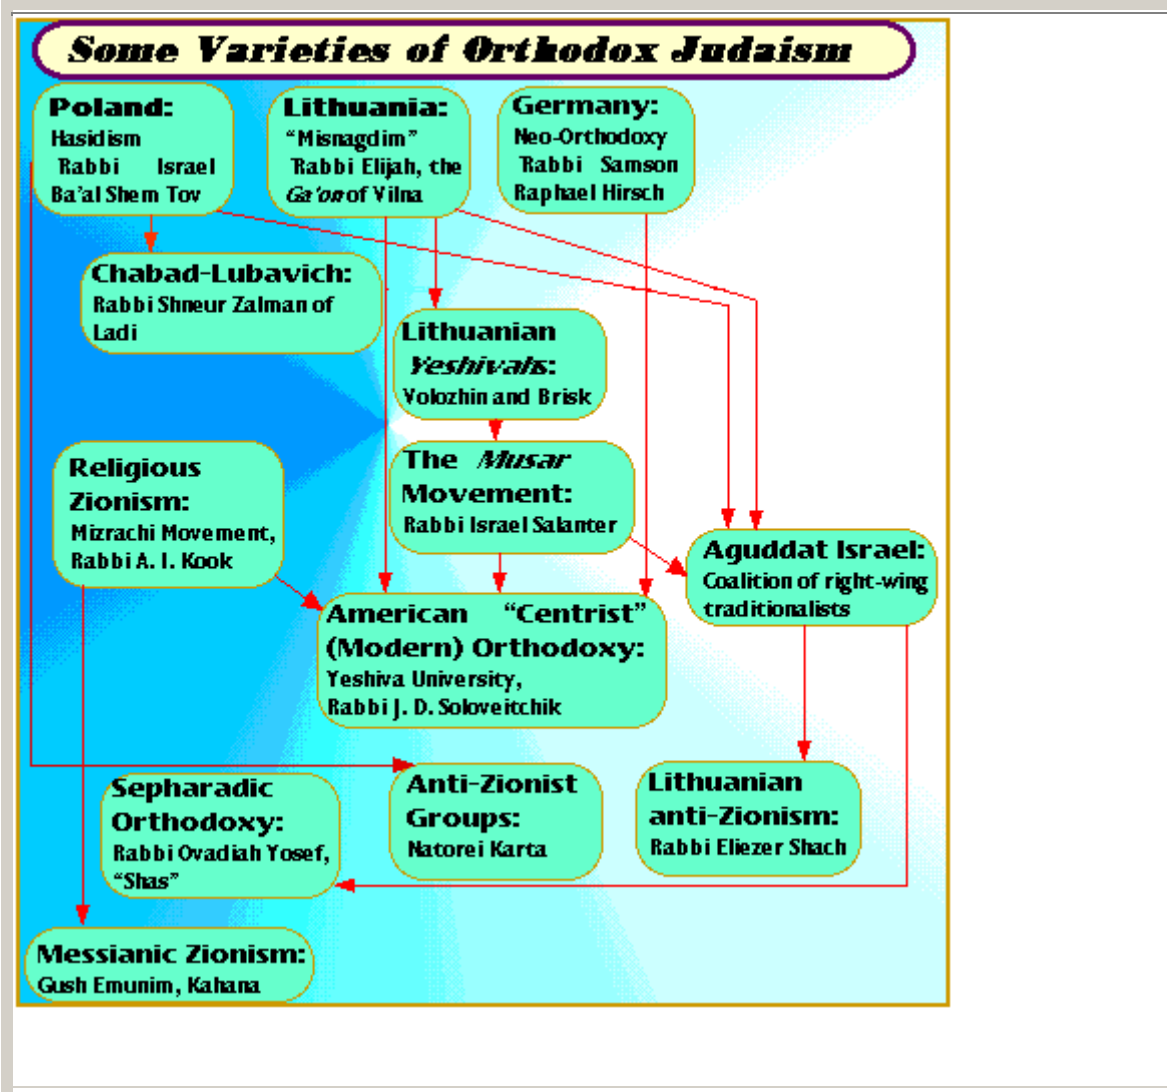 Some Varieties of Orthodox Judaism
Poland:
Hasidism
Rabbi Israel
Ba'al Shem Tov
Lithuania:
"Misnagdim"
Rabbi Elijah, the
Ga'on of Vilna
Germany:
Neo-Orthodoxy
Rabbi Samson
Raphael Hirsch
Chabad-Lubavich:
Rabbi Shneur Zalman of
Ladi
Lithuanian
Yeshivahs:
Volozhin and Brisk
Religious
Zionism:
Mizrachi Movement,
Rabbi A. I. Kook
The Musar
Movement:
Rabbi Israel Salanter
Aguddat Israel:
Coalition of right-wing
traditionalists
American "Centrist"
(Modern) Orthodoxy:
Yeshiva University,
Rabbi J. D. Soloveitchik
Sepharadic
Orthodoxy:
Rabbi Ovadiah Yosef,
"Shas"
Anti-Zionist
Groups:
Natorei Karta
Lithuanian
anti-Zionism:
Rabbi Eliezer Shach
Messianic Zionism:
Gush Emunim, Kahana